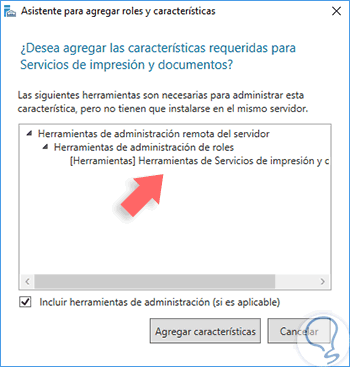 Asistente para agregar roles y características
¿Desea agregar las características requeridas para
Servicios de impresión y documentos?
Las siguientes herramientas son necesarias para administrar esta
característica, pero no tienen que instalarse en el mismo servidor.
Herramientas de administración remota del servidor
Herramientas de administración de roles
[Herramientas] Herramientas de Servicios de impresión y c
Incluir herramientas de administración (si es aplicable)
Agregar características
Cancelar